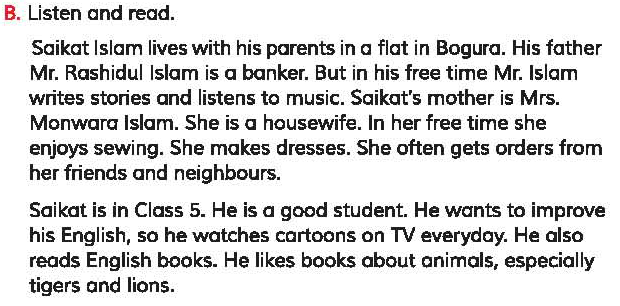 B. Listen and read.
Saikat Islam lives with his parents in a flat in Bogura. His father
Mr. Rashidul Islam is a banker. But in his free time Mr. Islam
writes stories and listens to music. Saikat's mother is Mrs.
Monwara Islam. She is a housewife. In her free time she
enjoys sewing. She makes dresses. She often gets orders from
her friends and neighbours.
Saikat is in Class 5. He is a good student. He wants to improve
his English, so he watches cartoons on TV everyday. He also
reads English books. He likes books about animals, especially
tigers and lions.